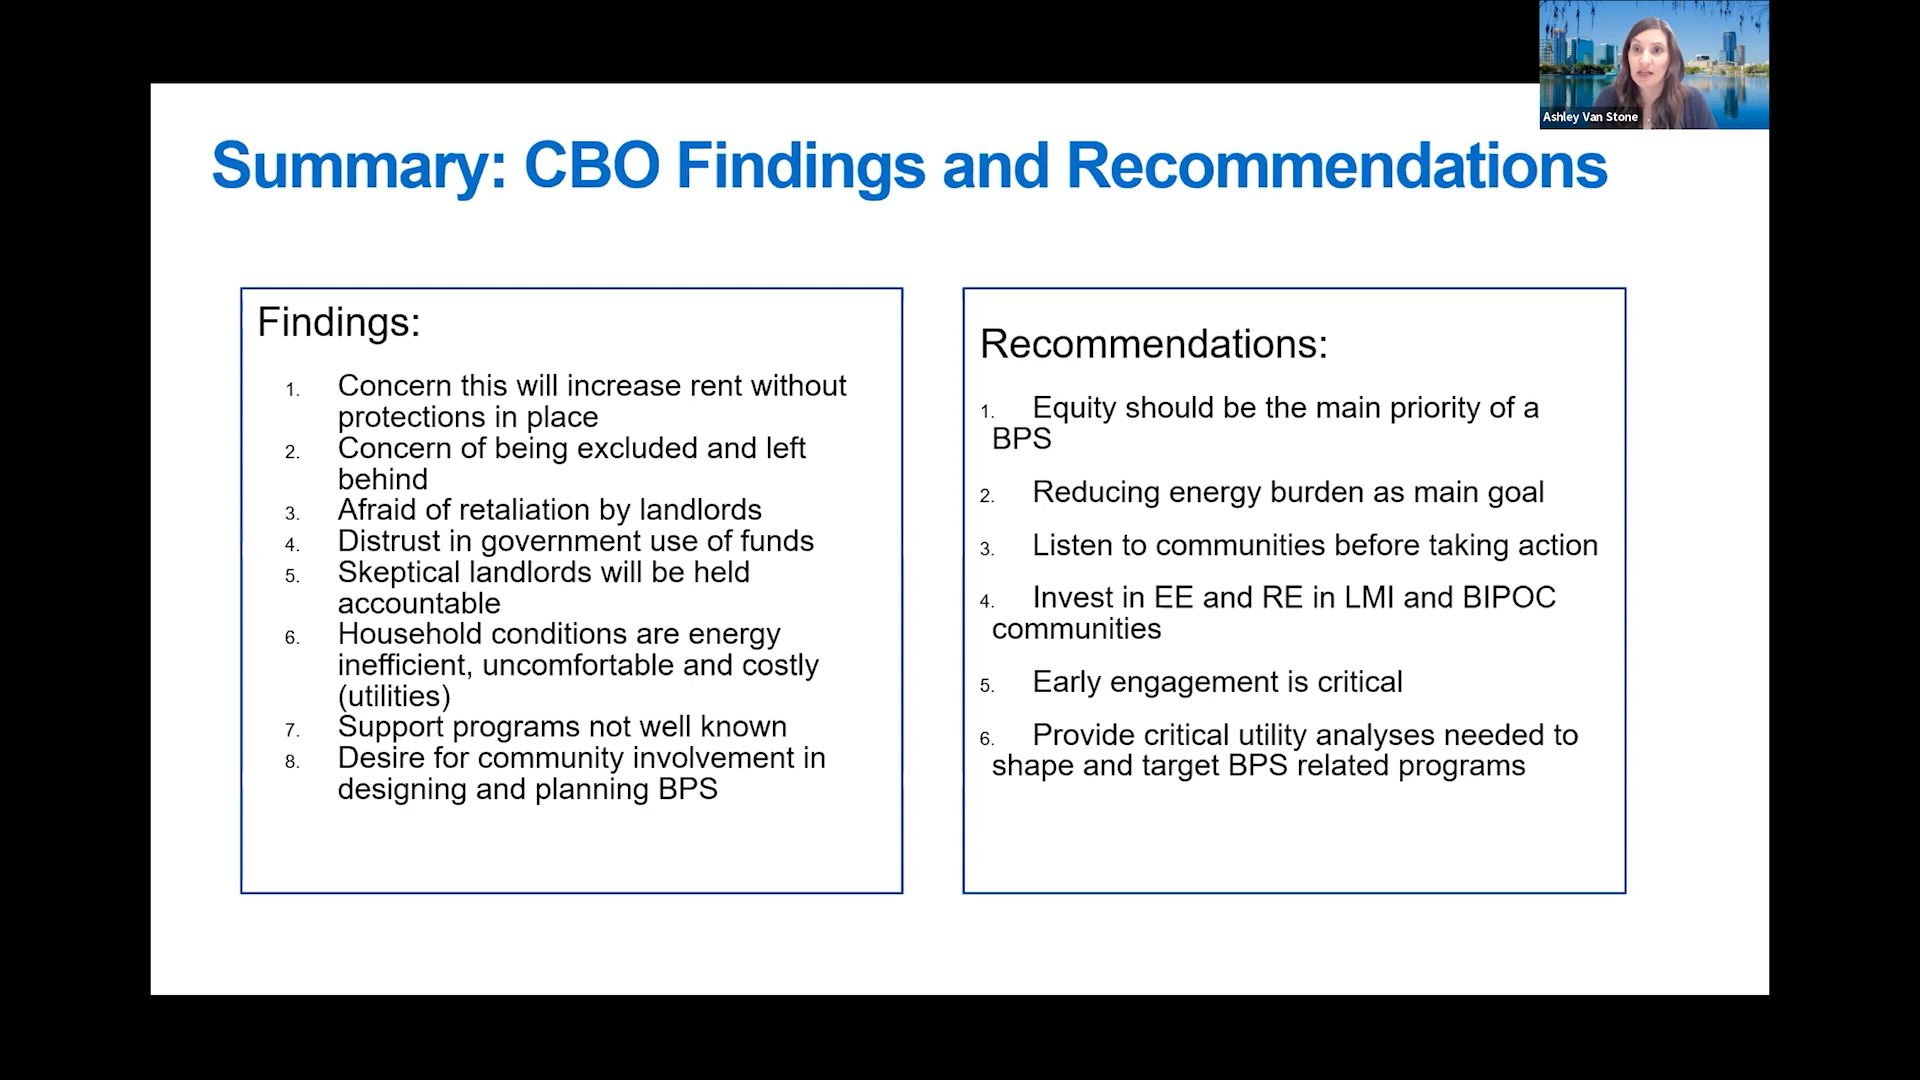 Ashley Van Stone
Summary: CBO Findings and Recommendations
Findings:
1. Concern this will increase rent without
protections in place
2. Concern of being excluded and left
behind
3. Afraid of retaliation by landlords
4. Distrust in government use of funds
5. Skeptical landlords will be held
accountable
6. Household conditions are energy
inefficient, uncomfortable and costly
(utilities)
7. Support programs not well known
8. Desire for community involvement in
designing and planning BPS
Recommendations:
1. Equity should be the main priority of a
BPS
2. Reducing energy burden as main goal
3. Listen to communities before taking action
4. Invest in EE and RE in LMI and BIPOC
communities
5. Early engagement is critical
6. Provide critical utility analyses needed to
shape and target BPS related programs